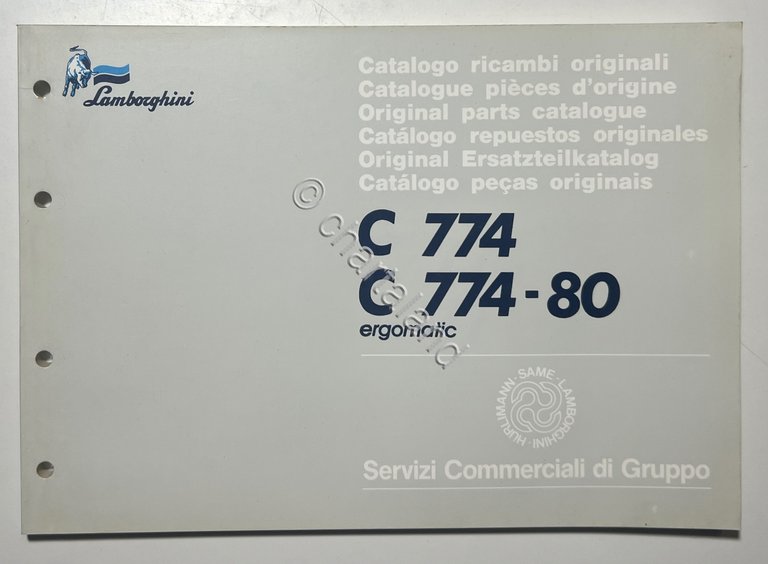 Lamborghini
Catalogo ricambi originali
Catalogue pièces d'origine
Original parts catalogue
Catálogo repuestos originales
Original Ersatzteilkatalog
Catálogo peças originais
C 774
C 774-80
ergomatic
HURLIMANN-SAME-LAMBORGHINI-
Servizi Commerciali di Gruppo
© chartaland